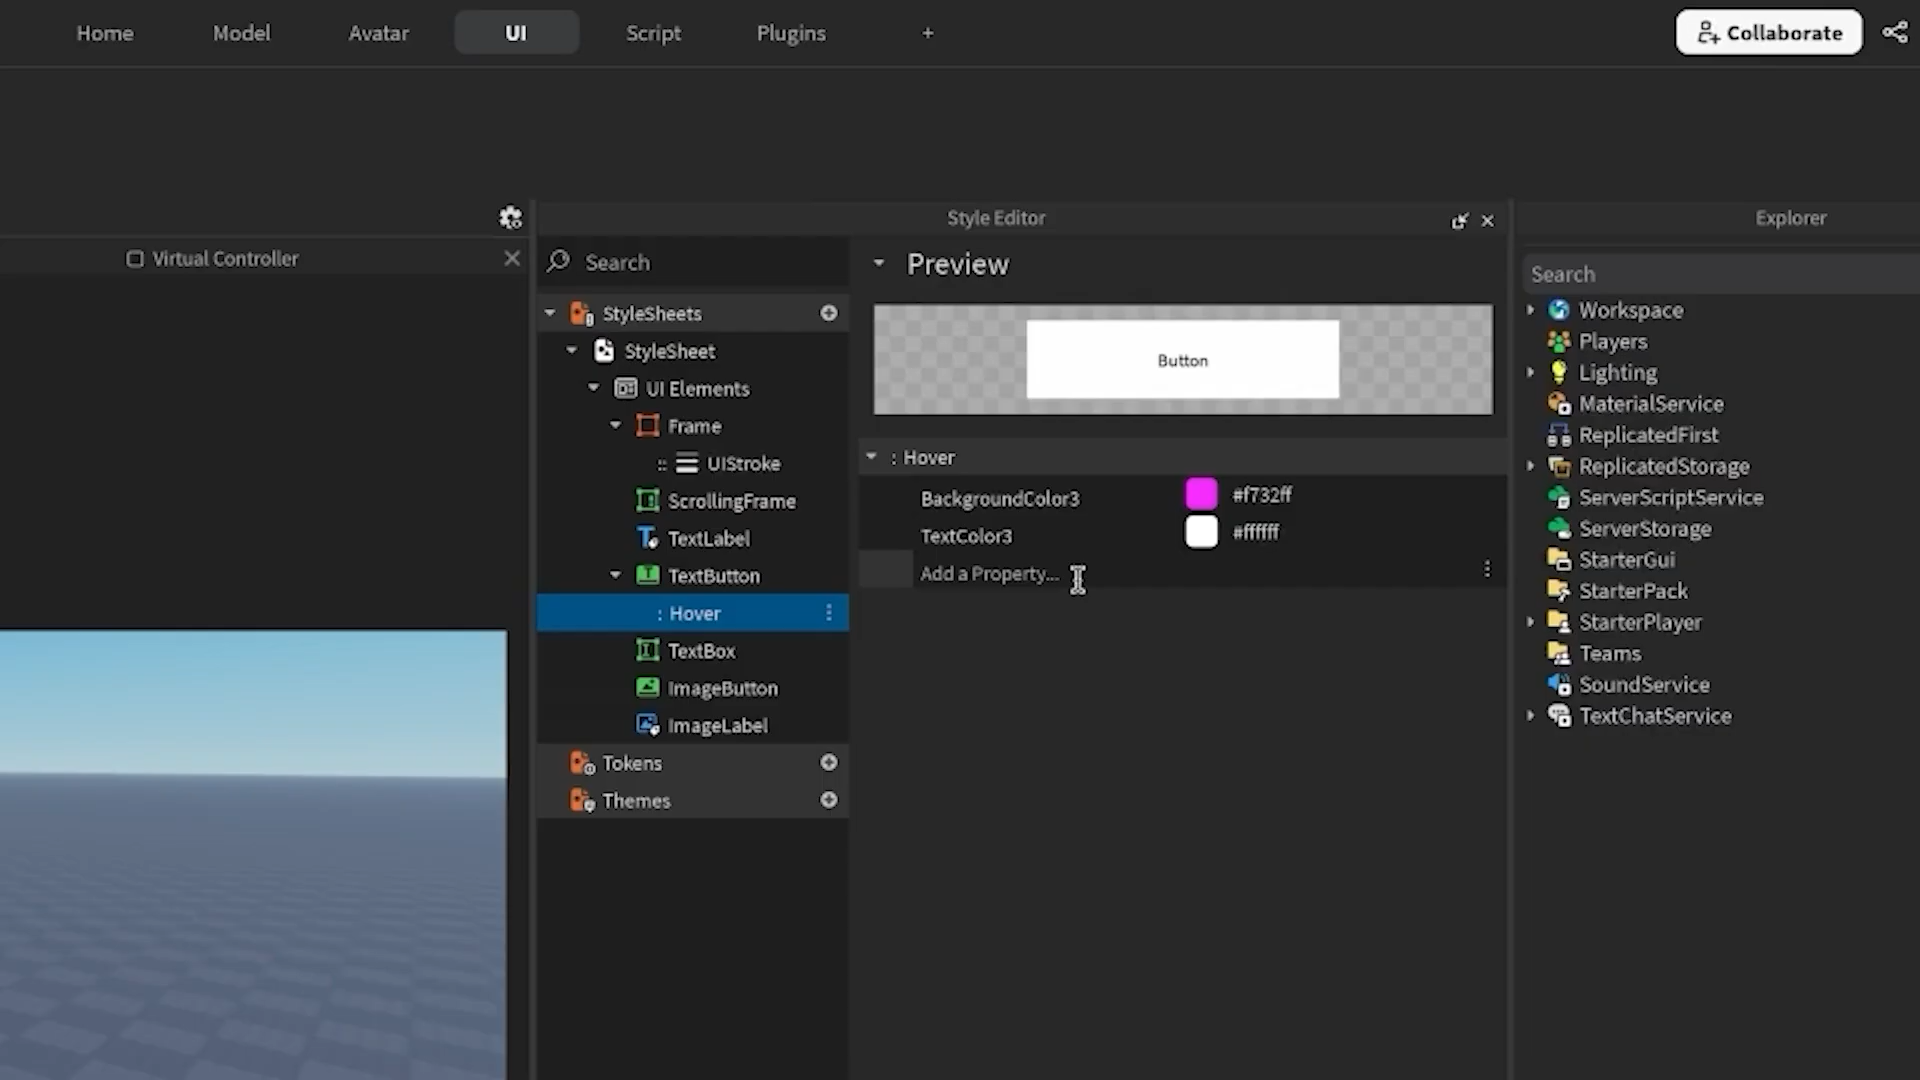 Home Model Avatar UI Script Plugins + Collaborate
Style Editor
Explorer
Virtual Controller
Search
StyleSheets
StyleSheet
UI Elements
Frame
:: UIStroke
ScrollingFrame
TextLabel
TextButton
: Hover
TextBox
ImageButton
ImageLabel
Tokens
Themes
Preview
Button
: Hover
BackgroundColor3 #f732ff
TextColor3 #ffffff
Add a Property...
Search
Workspace
Players
Lighting
MaterialService
ReplicatedFirst
ReplicatedStorage
ServerScriptService
ServerStorage
StarterGui
StarterPack
StarterPlayer
Teams
SoundService
TextChatService